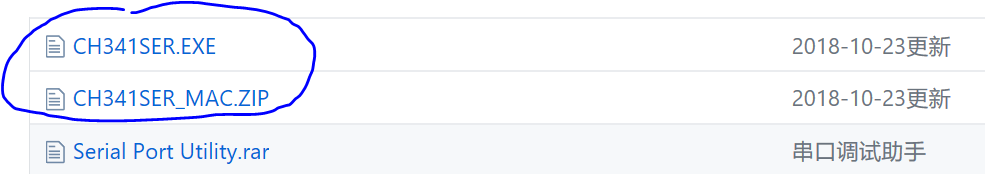 CH341SER.EXE 2018-10-23更新
CH341SER_MAC.ZIP 2018-10-23更新
Serial Port Utility.rar 串口调试助手